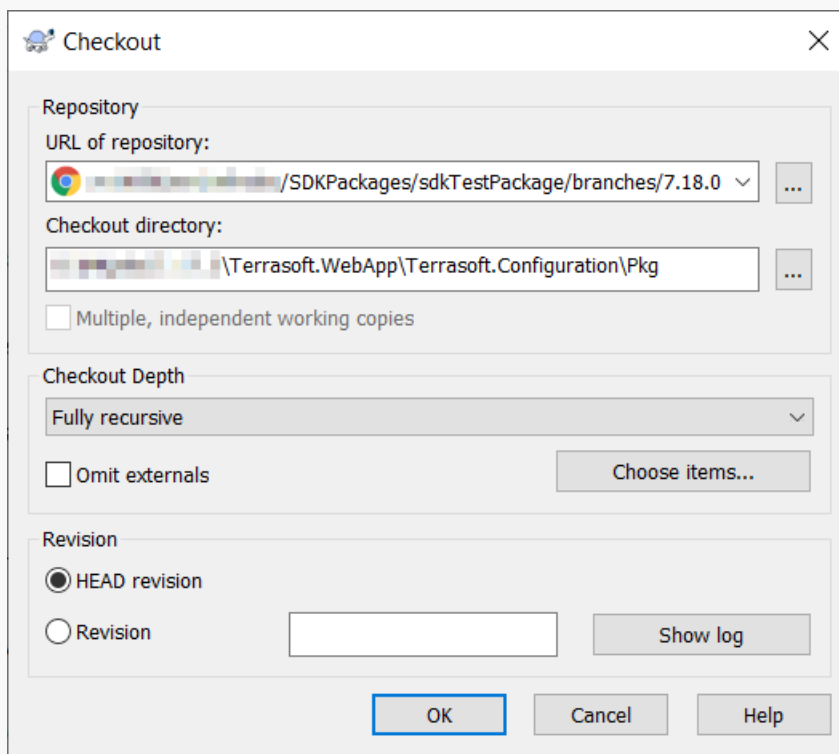 Checkout
Repository
URL of repository:
/SDKPackages/sdkTestPackage/branches/7.18.0
...
Checkout directory:
\Terrasoft.WebApp\Terrasoft.Configuration\Pkg
...
Multiple, independent working copies
Checkout Depth
Fully recursive
Omit externals
Choose items...
Revision
HEAD revision
Revision
Show log
OK
Cancel
Help